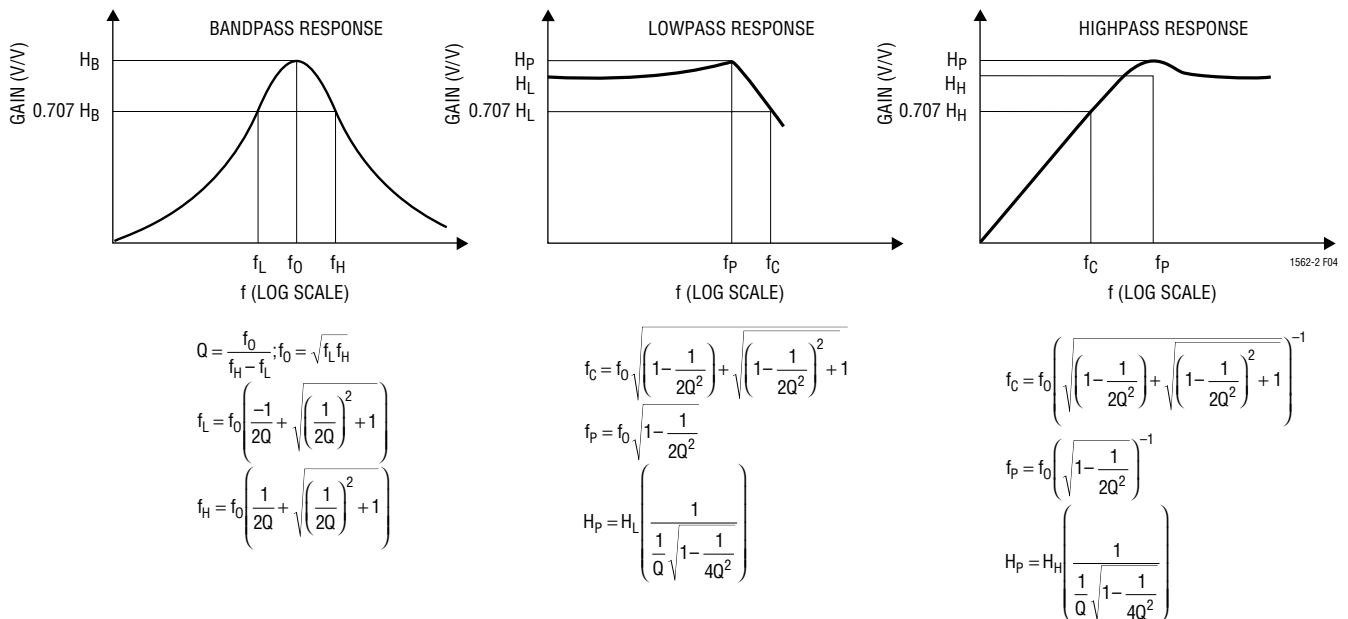 BANDPASS RESPONSE
GAIN (V/V)
H_B
0.707 H_B
f_L f_O f_H
f (LOG SCALE)
Q = f_O / (f_H – f_L) ; f_O = √(f_L f_H)
f_L = f_O ( –1/(2Q) + √( (1/(2Q))² + 1 ) )
f_H = f_O ( 1/(2Q) + √( (1/(2Q))² + 1 ) )
LOWPASS RESPONSE
GAIN (V/V)
H_P
H_L
0.707 H_L
f_P f_C
f (LOG SCALE)
f_C = f_O √( (1 – 1/(2Q²)) + √( (1 – 1/(2Q²))² + 1 ) )
f_P = f_O √( 1 – 1/(2Q²) )
H_P = H_L ( 1 / ( (1/Q) √( 1 – 1/(4Q²) ) ) )
HIGHPASS RESPONSE
GAIN (V/V)
H_P
H_H
0.707 H_H
f_C f_P
f (LOG SCALE)
1562-2 F04
f_C = f_O ( √( (1 – 1/(2Q²)) + √( (1 – 1/(2Q²))² + 1 ) ) )⁻¹
f_P = f_O ( √( 1 – 1/(2Q²) ) )⁻¹
H_P = H_H ( 1 / ( (1/Q) √( 1 – 1/(4Q²) ) ) )